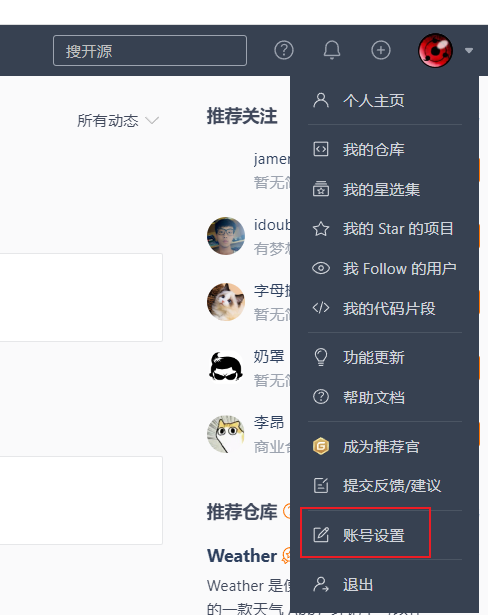 搜开源
所有动态
推荐关注
暂无简
idoub
有梦想
字母
暂无简
奶罩
暂无简
李昂
商业
推荐仓库
Weather
Weather 是
的一款天气
个人主页
我的仓库
我的星选集
我的 Star 的项目
我 Follow 的用户
我的代码片段
功能更新
帮助文档
成为推荐官
提交反馈/建议
账号设置
退出